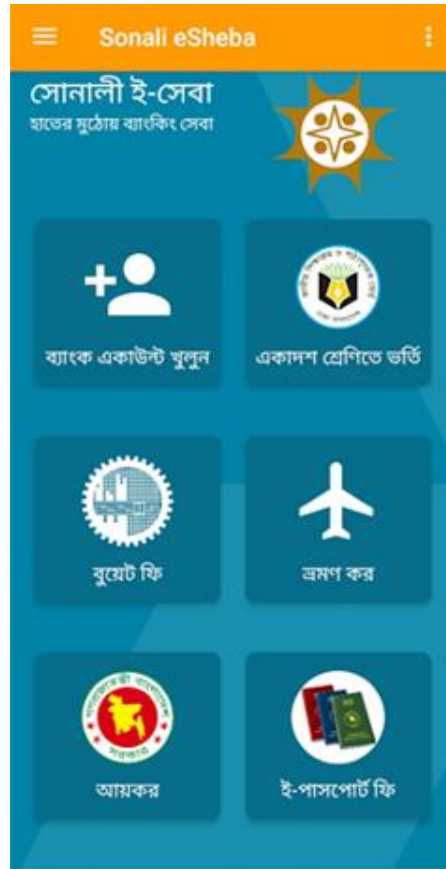 Sonali eSheba
সোনালী ই-সেবা
হাতের মুঠোয় ব্যাংকিং সেবা
ব্যাংক একাউন্ট খুলুন
একাদশ শ্রেণিতে ভর্তি
বুয়েট ফি
ভ্রমণ কর
আয়কর
ই-পাসপোর্ট ফি